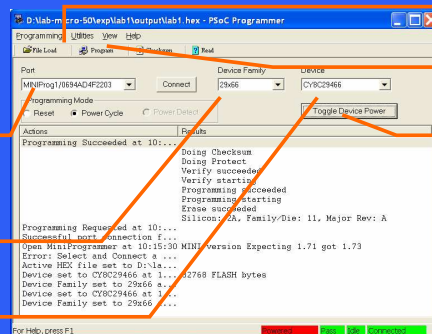 D:\lab-micro-50\exp\lab1\output\lab1.hex - PSoC Programmer
Programming Utilities View Help
File Load Program Checksum Read
Port Device Family Device
MINIProg1/0694AD4F2203 Connect 29x66 CY8C29466
Programming Mode
Reset Power Cycle Power Detect Toggle Device Power
Actions Results
Programming Succeeded at 10:...
Doing Checksum
Doing Protect
Verify succeeded
Verify starting
Programming succeeded
Programming starting
Erase succeeded
Silicon: 2A, Family/Die: 11, Major Rev: A
Programming Requested at 10:...
Successful port connection f...
Open MiniProgrammer at 10:15:30 MINI version Expecting 1.71 got 1.73
Error: Select and Connect a ...
Active HEX file set to D:\la...
Device set to CY8C29466 at 1... 32768 FLASH bytes
Device Family set to 29x66 a...
Device set to CY8C29466 at 1...
Device Family set to 29x66 a...
For Help, press F1 Powered Pass Idle Connected